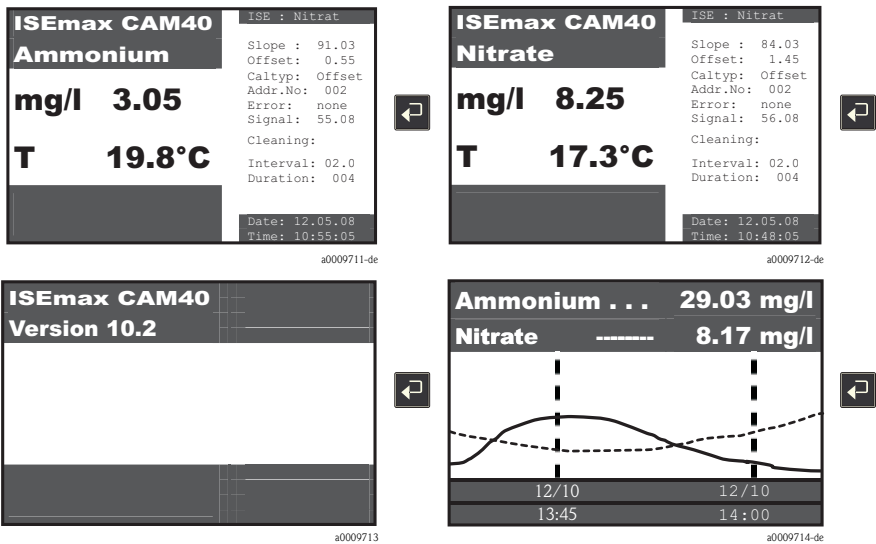 ISEmax CAM40
Ammonium
mg/l 3.05
T 19.8°C
ISE : Nitrat
Slope : 91.03
Offset: 0.55
Caltyp: Offset
Addr.No: 002
Error: none
Signal: 55.08
Cleaning:
Interval: 02.0
Duration: 004
Date: 12.05.08
Time: 10:55:05
a0009711-de
ISEmax CAM40
Nitrate
mg/l 8.25
T 17.3°C
ISE : Nitrat
Slope : 84.03
Offset: 1.45
Caltyp: Offset
Addr.No: 002
Error: none
Signal: 56.08
Cleaning:
Interval: 02.0
Duration: 004
Date: 12.05.08
Time: 10:48:05
a0009712-de
ISEmax CAM40
Version 10.2
a0009713
Ammonium . . . 29.03 mg/l
Nitrate -------- 8.17 mg/l
12/10 12/10
13:45 14:00
a0009714-de